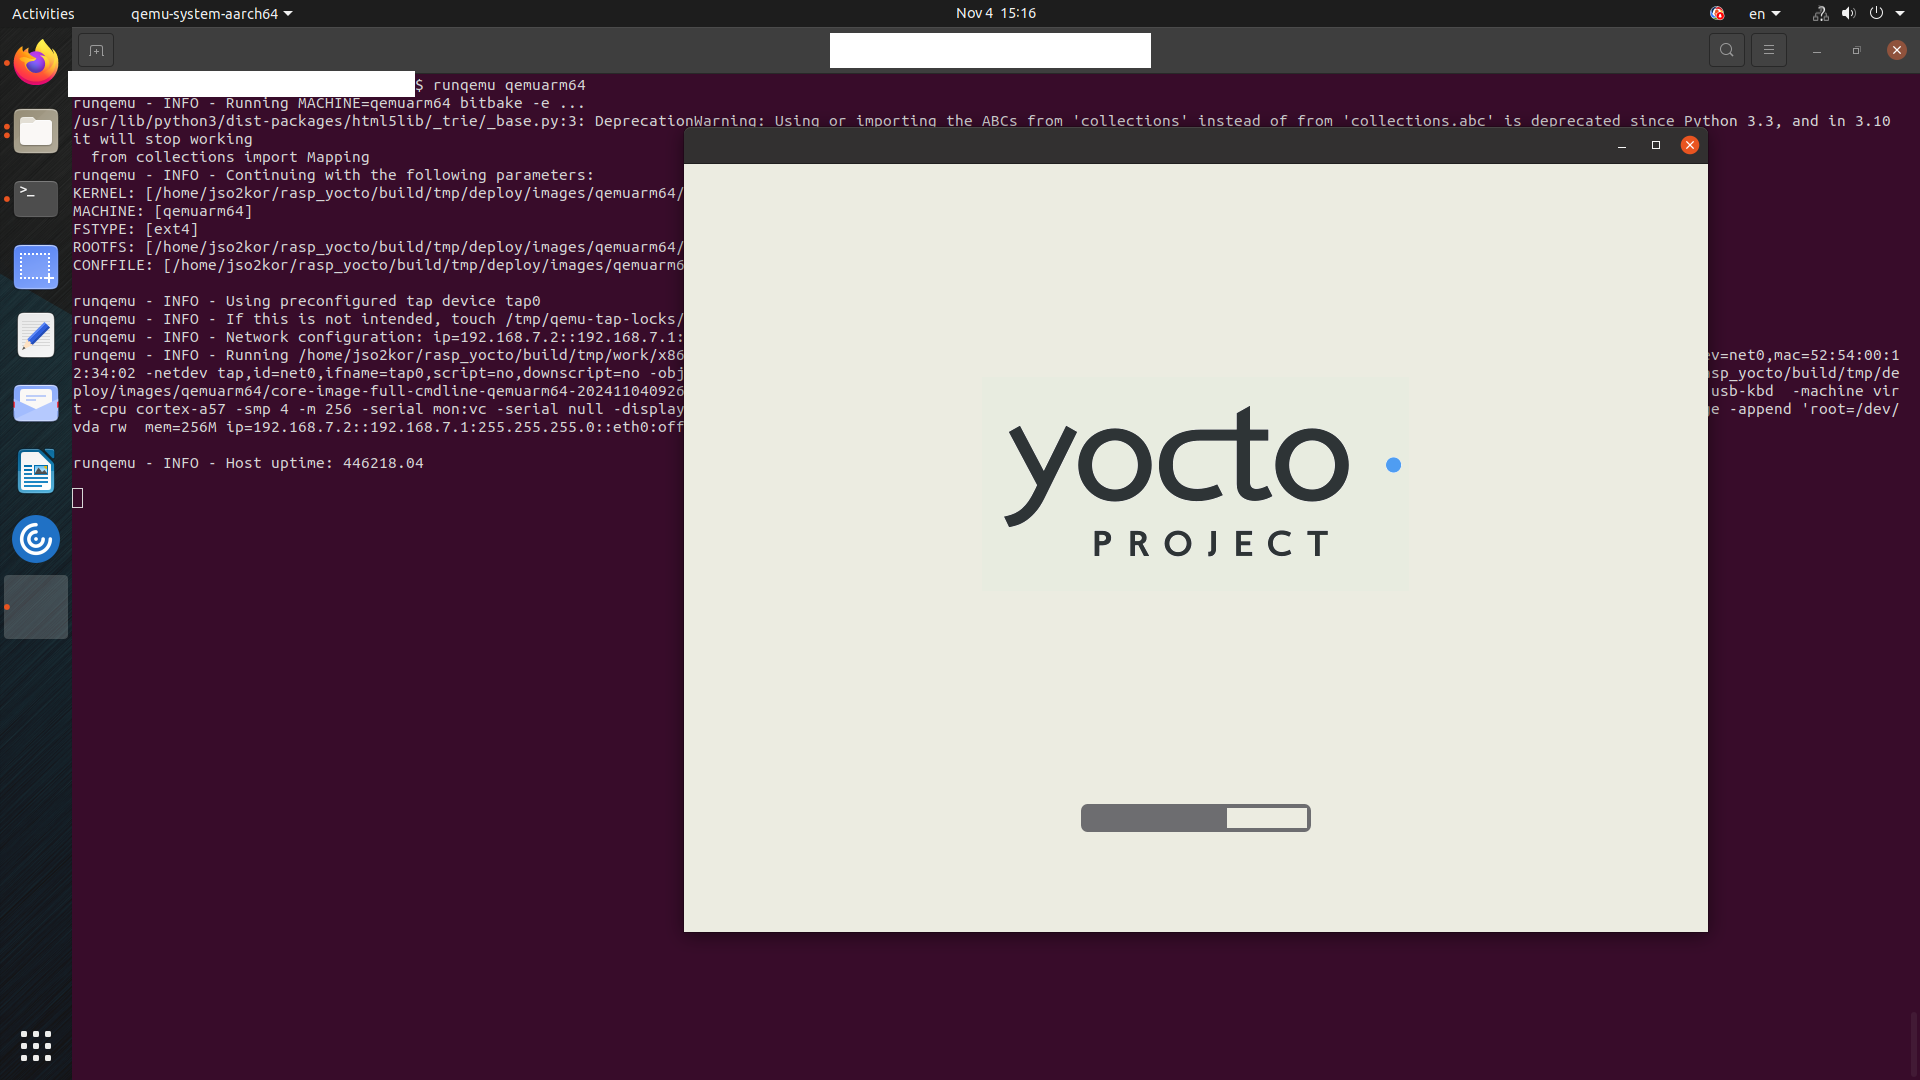 Activities
qemu-system-aarch64
Nov 4 15:16
en
$ runqemu qemuarm64
runqemu - INFO - Running MACHINE=qemuarm64 bitbake -e ...
/usr/lib/python3/dist-packages/html5lib/_trie/_base.py:3: DeprecationWarning: Using or importing the ABCs from 'collections' instead of from 'collections.abc' is deprecated since Python 3.3, and in 3.10
it will stop working
from collections import Mapping
runqemu - INFO - Continuing with the following parameters:
KERNEL: [/home/jso2kor/rasp_yocto/build/tmp/deploy/images/qemuarm64/
MACHINE: [qemuarm64]
FSTYPE: [ext4]
ROOTFS: [/home/jso2kor/rasp_yocto/build/tmp/deploy/images/qemuarm64/
CONFFILE: [/home/jso2kor/rasp_yocto/build/tmp/deploy/images/qemuarm6
runqemu - INFO - Using preconfigured tap device tap0
runqemu - INFO - If this is not intended, touch /tmp/qemu-tap-locks/
runqemu - INFO - Network configuration: ip=192.168.7.2::192.168.7.1:
runqemu - INFO - Running /home/jso2kor/rasp_yocto/build/tmp/work/x86 ev=net0,mac=52:54:00:1
2:34:02 -netdev tap,id=net0,ifname=tap0,script=no,downscript=no -obj sp_yocto/build/tmp/de
ploy/images/qemuarm64/core-image-full-cmdline-qemuarm64-202411040926 usb-kbd -machine vir
t -cpu cortex-a57 -smp 4 -m 256 -serial mon:vc -serial null -display ge -append 'root=/dev/
vda rw mem=256M ip=192.168.7.2::192.168.7.1:255.255.255.0::eth0:off
runqemu - INFO - Host uptime: 446218.04
yocto
PROJECT